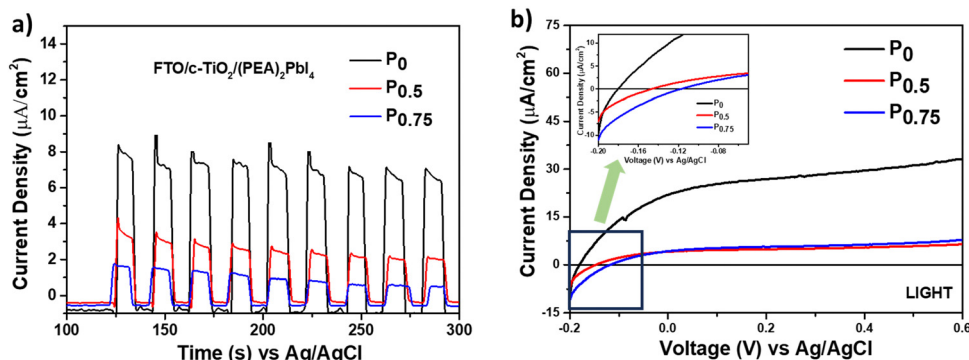 a)
Current Density (μA/cm²)
14
12
10
8
6
4
2
0
FTO/c-TiO₂/(PEA)₂PbI₄
P₀
P₀.₅
P₀.₇₅
100
150
200
250
300
Time (s) vs Ag/AgCl
b)
Current Density (μA/cm²)
75
60
45
30
15
0
-15
Current Density (μA/cm²)
10
5
0
-5
-10
P₀
P₀.₅
P₀.₇₅
-0.20
-0.16
-0.12
-0.08
Voltage (V) vs Ag/AgCl
P₀
P₀.₅
P₀.₇₅
LIGHT
-0.2
0.0
0.2
0.4
0.6
Voltage (V) vs Ag/AgCl